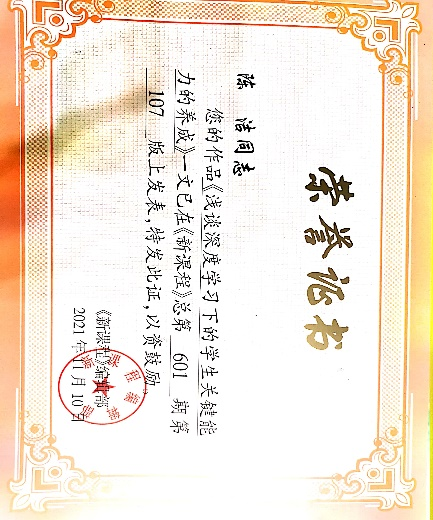 荣誉证书
陈洁同志
您的作品《浅谈深度学习下的学生关键能
力的养成》一文已在《新课程》总第 601 期第
107 版上发表，特发此证，以资鼓励。
《新课程》编辑部
2021年11月10日